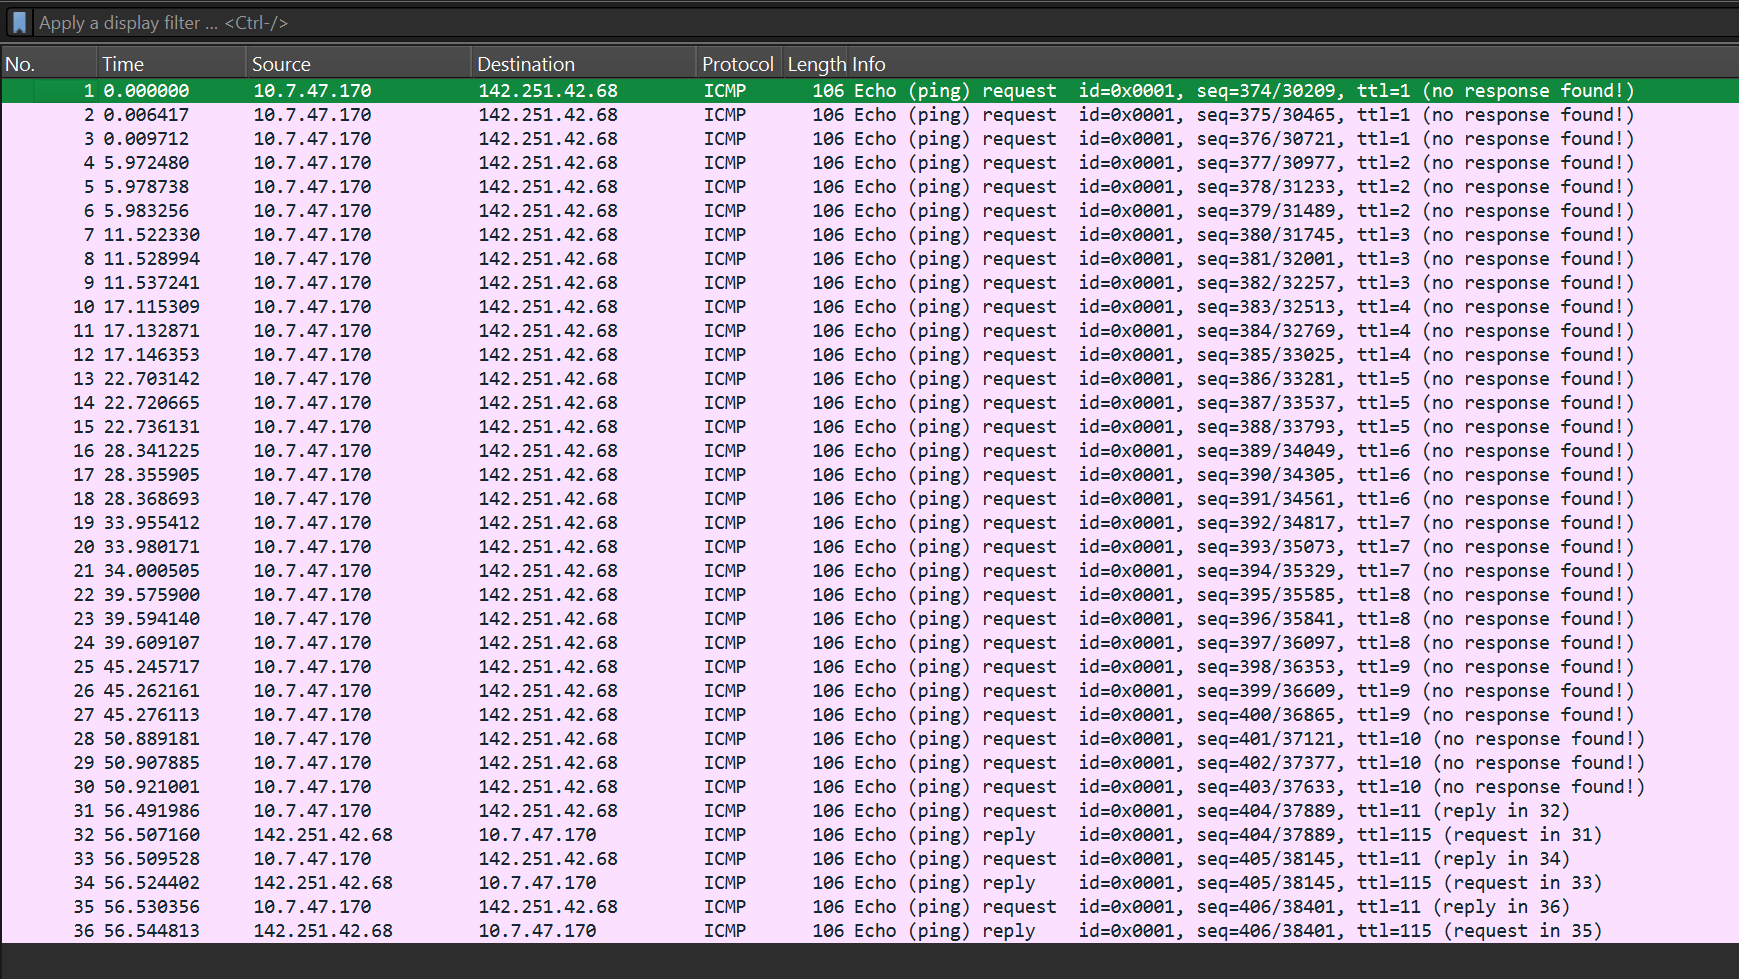 Apply a display filter ... <Ctrl-/>
No. Time Source Destination Protocol Length Info
1 0.000000 10.7.47.170 142.251.42.68 ICMP 106 Echo (ping) request id=0x0001, seq=374/30209, ttl=1 (no response found!)
2 0.006417 10.7.47.170 142.251.42.68 ICMP 106 Echo (ping) request id=0x0001, seq=375/30465, ttl=1 (no response found!)
3 0.009712 10.7.47.170 142.251.42.68 ICMP 106 Echo (ping) request id=0x0001, seq=376/30721, ttl=1 (no response found!)
4 5.972480 10.7.47.170 142.251.42.68 ICMP 106 Echo (ping) request id=0x0001, seq=377/30977, ttl=2 (no response found!)
5 5.978738 10.7.47.170 142.251.42.68 ICMP 106 Echo (ping) request id=0x0001, seq=378/31233, ttl=2 (no response found!)
6 5.983256 10.7.47.170 142.251.42.68 ICMP 106 Echo (ping) request id=0x0001, seq=379/31489, ttl=2 (no response found!)
7 11.522330 10.7.47.170 142.251.42.68 ICMP 106 Echo (ping) request id=0x0001, seq=380/31745, ttl=3 (no response found!)
8 11.528994 10.7.47.170 142.251.42.68 ICMP 106 Echo (ping) request id=0x0001, seq=381/32001, ttl=3 (no response found!)
9 11.537241 10.7.47.170 142.251.42.68 ICMP 106 Echo (ping) request id=0x0001, seq=382/32257, ttl=3 (no response found!)
10 17.115309 10.7.47.170 142.251.42.68 ICMP 106 Echo (ping) request id=0x0001, seq=383/32513, ttl=4 (no response found!)
11 17.132871 10.7.47.170 142.251.42.68 ICMP 106 Echo (ping) request id=0x0001, seq=384/32769, ttl=4 (no response found!)
12 17.146353 10.7.47.170 142.251.42.68 ICMP 106 Echo (ping) request id=0x0001, seq=385/33025, ttl=4 (no response found!)
13 22.703142 10.7.47.170 142.251.42.68 ICMP 106 Echo (ping) request id=0x0001, seq=386/33281, ttl=5 (no response found!)
14 22.720665 10.7.47.170 142.251.42.68 ICMP 106 Echo (ping) request id=0x0001, seq=387/33537, ttl=5 (no response found!)
15 22.736131 10.7.47.170 142.251.42.68 ICMP 106 Echo (ping) request id=0x0001, seq=388/33793, ttl=5 (no response found!)
16 28.341225 10.7.47.170 142.251.42.68 ICMP 106 Echo (ping) request id=0x0001, seq=389/34049, ttl=6 (no response found!)
17 28.355905 10.7.47.170 142.251.42.68 ICMP 106 Echo (ping) request id=0x0001, seq=390/34305, ttl=6 (no response found!)
18 28.368693 10.7.47.170 142.251.42.68 ICMP 106 Echo (ping) request id=0x0001, seq=391/34561, ttl=6 (no response found!)
19 33.955412 10.7.47.170 142.251.42.68 ICMP 106 Echo (ping) request id=0x0001, seq=392/34817, ttl=7 (no response found!)
20 33.980171 10.7.47.170 142.251.42.68 ICMP 106 Echo (ping) request id=0x0001, seq=393/35073, ttl=7 (no response found!)
21 34.000505 10.7.47.170 142.251.42.68 ICMP 106 Echo (ping) request id=0x0001, seq=394/35329, ttl=7 (no response found!)
22 39.575900 10.7.47.170 142.251.42.68 ICMP 106 Echo (ping) request id=0x0001, seq=395/35585, ttl=8 (no response found!)
23 39.594140 10.7.47.170 142.251.42.68 ICMP 106 Echo (ping) request id=0x0001, seq=396/35841, ttl=8 (no response found!)
24 39.609107 10.7.47.170 142.251.42.68 ICMP 106 Echo (ping) request id=0x0001, seq=397/36097, ttl=8 (no response found!)
25 45.245717 10.7.47.170 142.251.42.68 ICMP 106 Echo (ping) request id=0x0001, seq=398/36353, ttl=9 (no response found!)
26 45.262161 10.7.47.170 142.251.42.68 ICMP 106 Echo (ping) request id=0x0001, seq=399/36609, ttl=9 (no response found!)
27 45.276113 10.7.47.170 142.251.42.68 ICMP 106 Echo (ping) request id=0x0001, seq=400/36865, ttl=9 (no response found!)
28 50.889181 10.7.47.170 142.251.42.68 ICMP 106 Echo (ping) request id=0x0001, seq=401/37121, ttl=10 (no response found!)
29 50.907885 10.7.47.170 142.251.42.68 ICMP 106 Echo (ping) request id=0x0001, seq=402/37377, ttl=10 (no response found!)
30 50.921001 10.7.47.170 142.251.42.68 ICMP 106 Echo (ping) request id=0x0001, seq=403/37633, ttl=10 (no response found!)
31 56.491986 10.7.47.170 142.251.42.68 ICMP 106 Echo (ping) request id=0x0001, seq=404/37889, ttl=11 (reply in 32)
32 56.507160 142.251.42.68 10.7.47.170 ICMP 106 Echo (ping) reply id=0x0001, seq=404/37889, ttl=115 (request in 31)
33 56.509528 10.7.47.170 142.251.42.68 ICMP 106 Echo (ping) request id=0x0001, seq=405/38145, ttl=11 (reply in 34)
34 56.524402 142.251.42.68 10.7.47.170 ICMP 106 Echo (ping) reply id=0x0001, seq=405/38145, ttl=115 (request in 33)
35 56.530356 10.7.47.170 142.251.42.68 ICMP 106 Echo (ping) request id=0x0001, seq=406/38401, ttl=11 (reply in 36)
36 56.544813 142.251.42.68 10.7.47.170 ICMP 106 Echo (ping) reply id=0x0001, seq=406/38401, ttl=115 (request in 35)